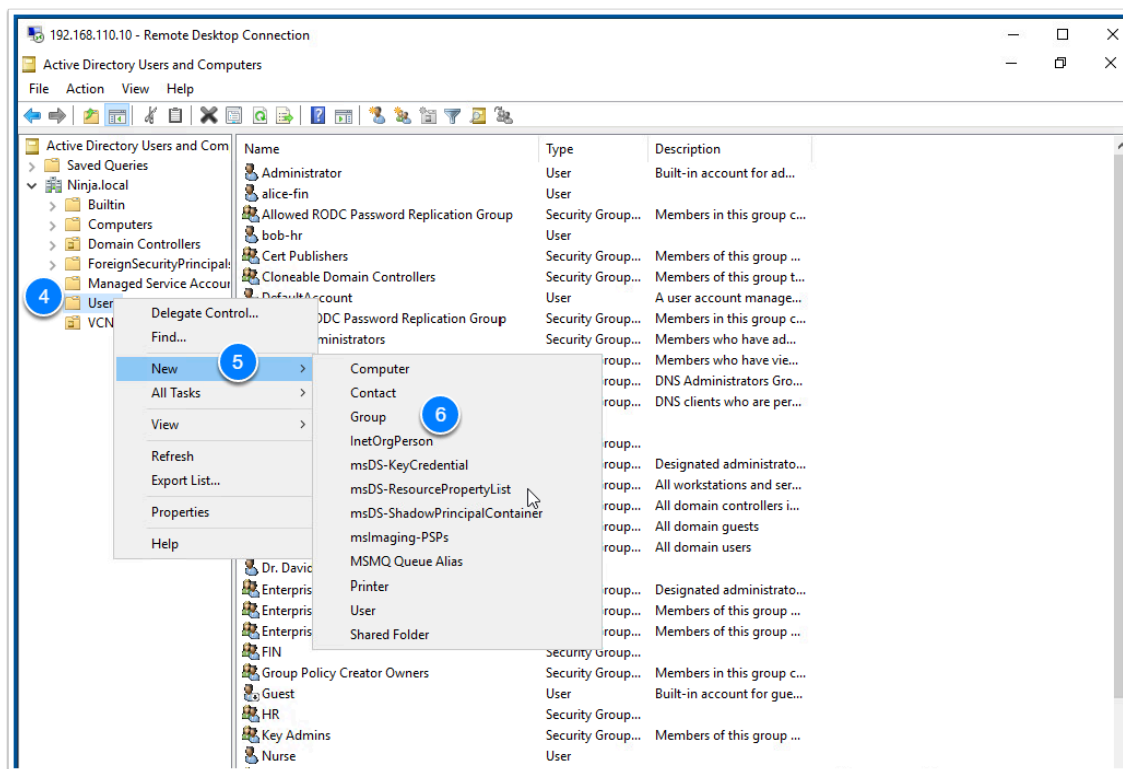 192.168.110.10 - Remote Desktop Connection
Active Directory Users and Computers
File Action View Help
Active Directory Users and Com
Saved Queries
Ninja.local
Builtin
Computers
Domain Controllers
ForeignSecurityPrincipal
Managed Service Accour
4
User
VCN
Delegate Control...
Find...
New
5
All Tasks
View
Refresh
Export List...
Properties
Help
Computer
Contact
Group
6
InetOrgPerson
msDS-KeyCredential
msDS-ResourcePropertyList
msDS-ShadowPrincipalContainer
msImaging-PSPs
MSMQ Queue Alias
Printer
User
Shared Folder
Name Type Description
Administrator User Built-in account for ad...
alice-fin User
Allowed RODC Password Replication Group Security Group... Members in this group c...
bob-hr User
Cert Publishers Security Group... Members of this group ...
Cloneable Domain Controllers Security Group... Members of this group t...
DefaultAccount User A user account manage...
ODC Password Replication Group Security Group... Members in this group c...
ministrators Security Group... Members who have ad...
roup... Members who have vie...
roup... DNS Administrators Gro...
roup... DNS clients who are per...
roup...
roup... Designated administrato...
roup... All workstations and ser...
roup... All domain controllers i...
roup... All domain guests
roup... All domain users
Dr. Davic
Enterpris roup... Designated administrato...
Enterpris roup... Members of this group ...
Enterpris roup... Members of this group ...
FIN Security Group...
Group Policy Creator Owners Security Group... Members in this group c...
Guest User Built-in account for gue...
HR Security Group...
Key Admins Security Group... Members of this group ...
Nurse User